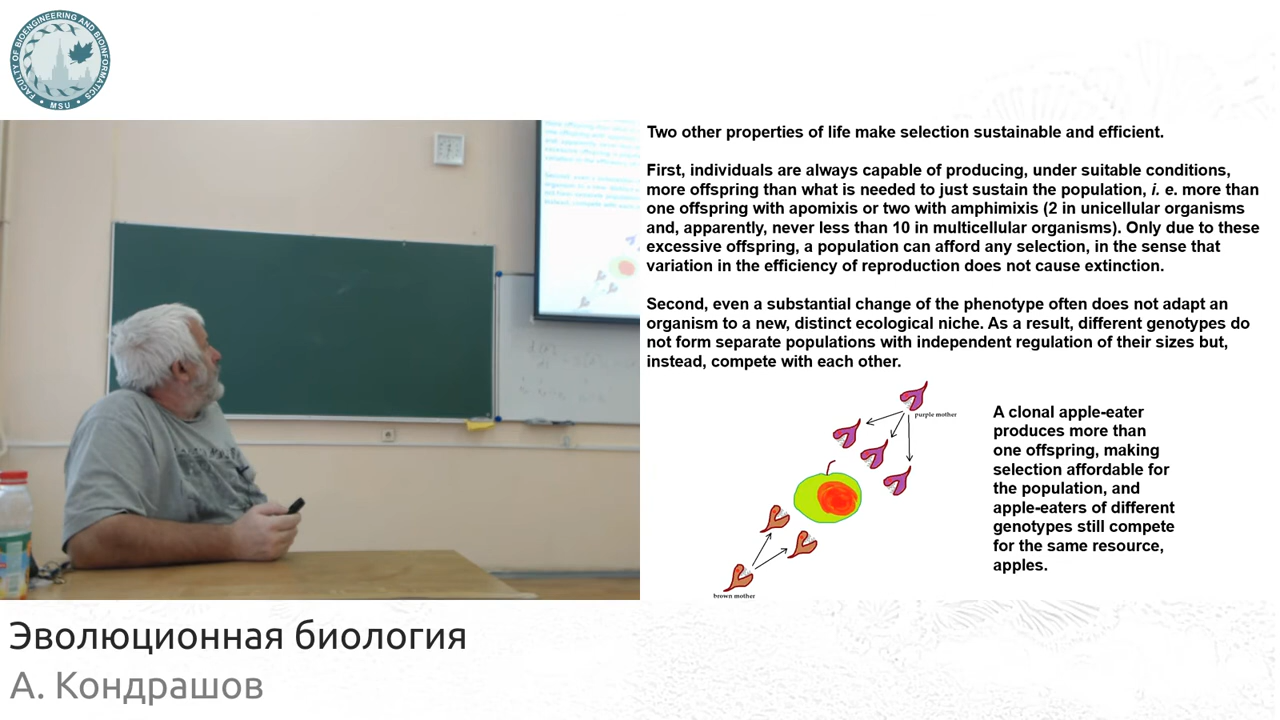 FACULTY OF BIOENGINEERING AND BIOINFORMATICS
• MSU •
Two other properties of life make selection sustainable and efficient.
First, individuals are always capable of producing, under suitable conditions,
more offspring than what is needed to just sustain the population, i. e. more than
one offspring with apomixis or two with amphimixis (2 in unicellular organisms
and, apparently, never less than 10 in multicellular organisms). Only due to these
excessive offspring, a population can afford any selection, in the sense that
variation in the efficiency of reproduction does not cause extinction.
Second, even a substantial change of the phenotype often does not adapt an
organism to a new, distinct ecological niche. As a result, different genotypes do
not form separate populations with independent regulation of their sizes but,
instead, compete with each other.
purple mother
A clonal apple-eater
produces more than
one offspring, making
selection affordable for
the population, and
apple-eaters of different
genotypes still compete
for the same resource,
apples.
brown mother
Эволюционная биология
А. Кондрашов